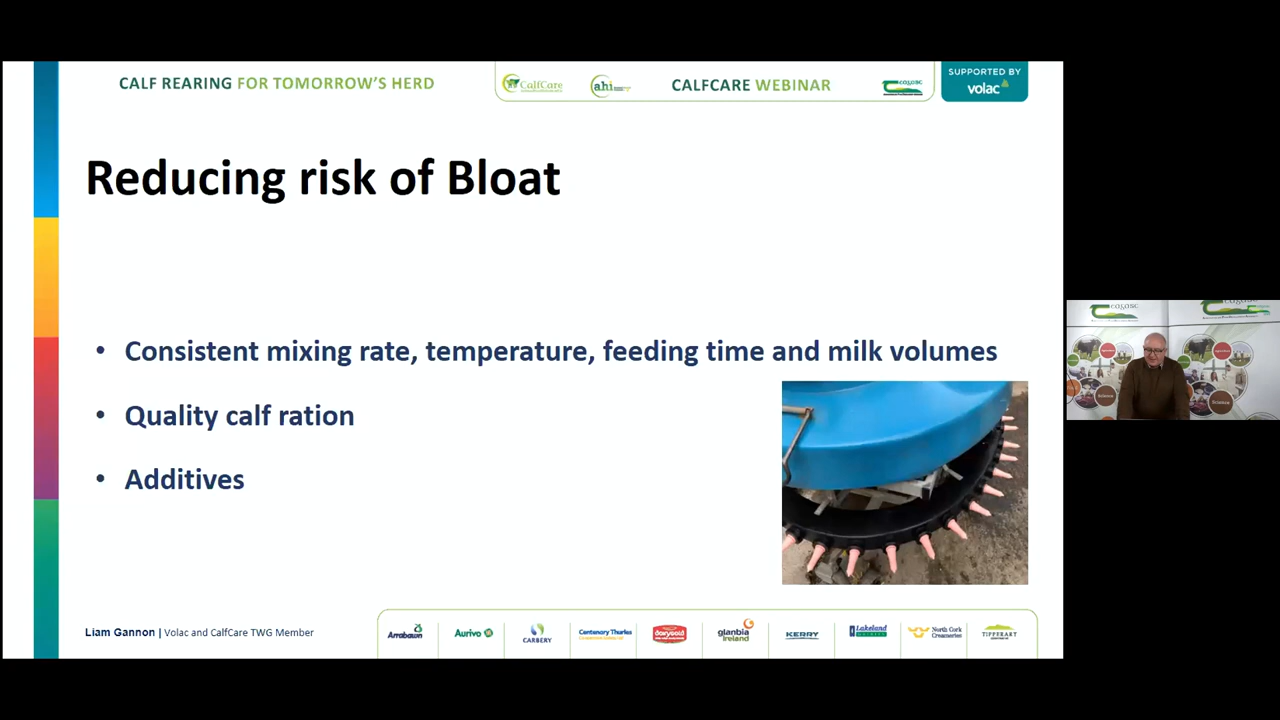 CALF REARING FOR TOMORROW'S HERD
CalfCare
ahi
CALFCARE WEBINAR
teagasc
SUPPORTED BY
volac
Reducing risk of Bloat
• Consistent mixing rate, temperature, feeding time and milk volumes
• Quality calf ration
• Additives
Liam Gannon | Volac and CalfCare TWG Member
Arrabawn
Aurivo
CARBERY
Centenary Thurles
dairygold
glanbia
ireland
KERRY
Lakeland
North Cork
Creameries
TIPPERARY
teagasc